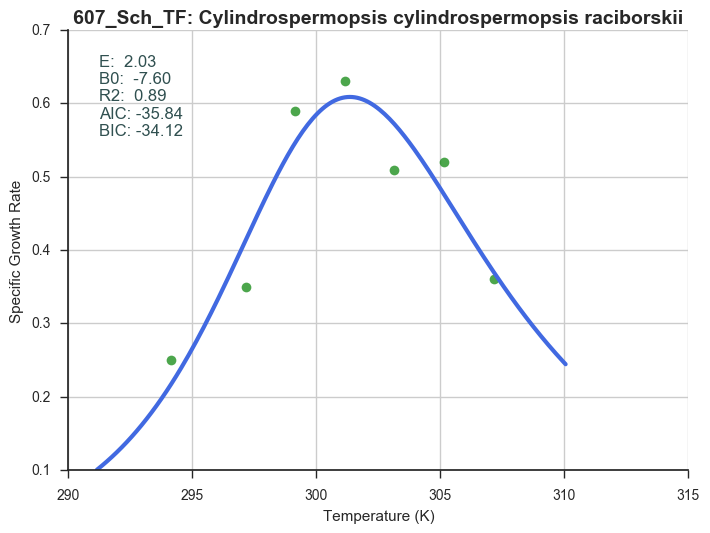 607_Sch_TF: Cylindrospermopsis cylindrospermopsis raciborskii
E:  2.03
B0:  -7.60
R2:  0.89
AIC: -35.84
BIC: -34.12
0.7
0.6
0.5
0.4
0.3
0.2
0.1
Specific Growth Rate
290 295 300 305 310 315
Temperature (K)